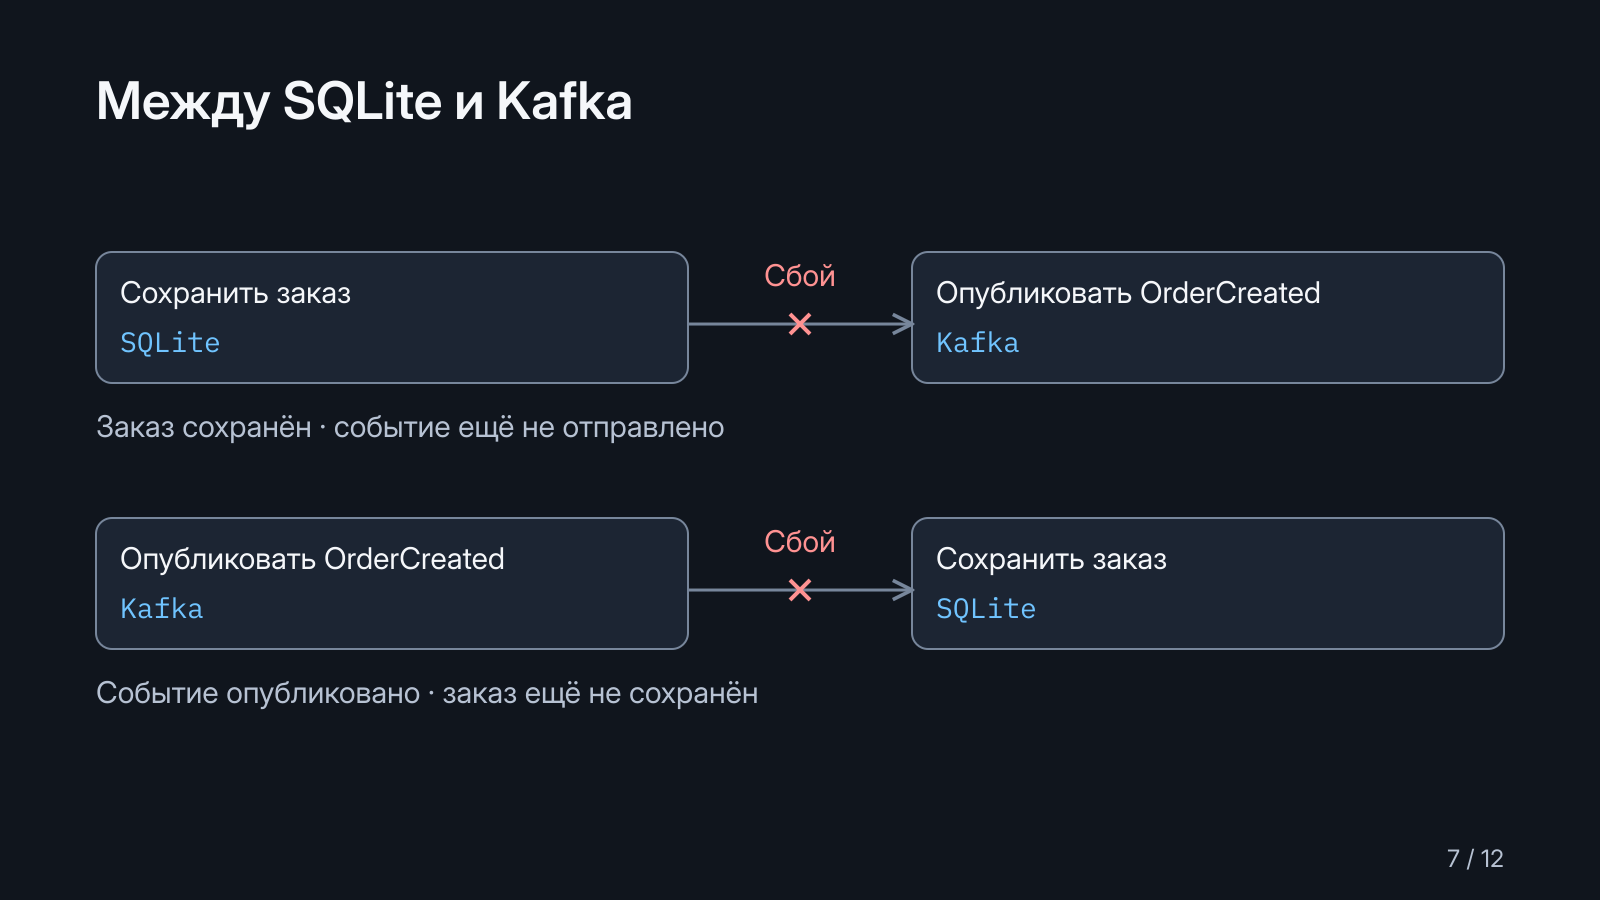 Между SQLite и Kafka
Сохранить заказ
SQLite
Сбой
Опубликовать OrderCreated
Kafka
Заказ сохранён · событие ещё не отправлено
Опубликовать OrderCreated
Kafka
Сбой
Сохранить заказ
SQLite
Событие опубликовано · заказ ещё не сохранён
7 / 12